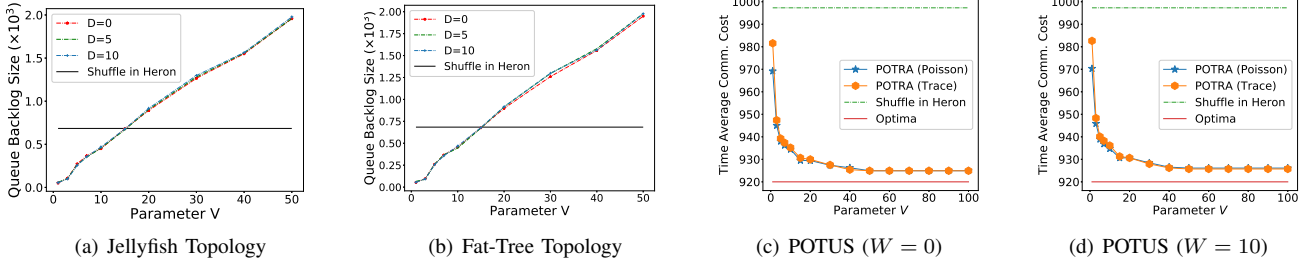 Queue Backlog Size (×10³)
2.0
1.5
1.0
0.5
0.0
D=0
D=5
D=10
Shuffle in Heron
0 10 20 30 40 50
Parameter V
(a) Jellyfish Topology
Queue Backlog Size (×10³)
2.00
1.75
1.50
1.25
1.00
0.75
0.50
0.25
0.00
D=0
D=5
D=10
Shuffle in Heron
0 10 20 30 40 50
Parameter V
(b) Fat-Tree Topology
Time Average Comm. Cost
1000
990
980
970
960
950
940
930
920
POTRA (Poisson)
POTRA (Trace)
Shuffle in Heron
Optima
0 20 40 60 80 100
Parameter V
(c) POTUS (W = 0)
Time Average Comm. Cost
1000
990
980
970
960
950
940
930
920
POTRA (Poisson)
POTRA (Trace)
Shuffle in Heron
Optima
0 20 40 60 80 100
Parameter V
(d) POTUS (W = 10)